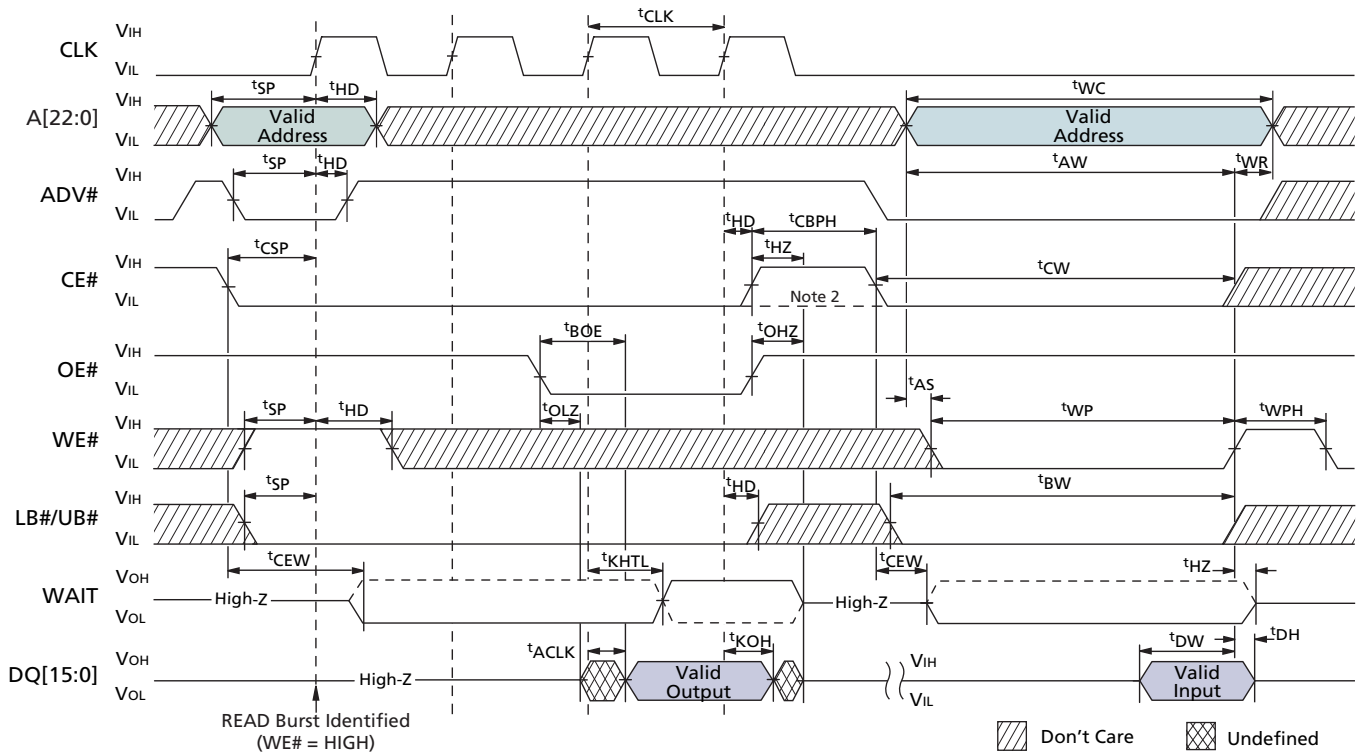 tCLK
VIH
CLK
VIL
tSP tHD tWC
VIH
A[22:0] Valid Address Valid Address
VIL
tSP tHD tAW tWR
VIH
ADV#
VIL
tHD tCBPH
tCSP tHZ
VIH
CE# tCW
VIL Note 2
tBOE tOHZ
VIH
OE#
VIL
tAS
tSP tHD tOLZ tWP tWPH
VIH
WE#
VIL
tSP tHD tBW
VIH
LB#/UB#
VIL
tCEW tKHTL tCEW tHZ
VOH
WAIT High-Z High-Z
VOL
tACLK tKOH tDW tDH
VOH VIH
DQ[15:0] High-Z Valid Output Valid Input
VOL VIL
READ Burst Identified
(WE# = HIGH)
Don't Care Undefined